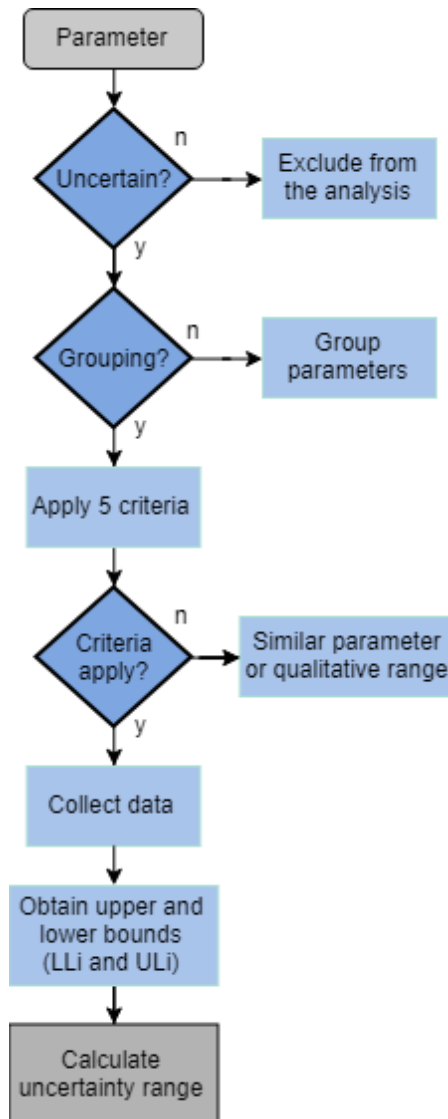 Parameter
n
Uncertain?
Exclude from
the analysis
y
n
Grouping?
Group
parameters
y
Apply 5 criteria
n
Criteria
apply?
Similar parameter
or qualitative range
y
Collect data
Obtain upper and
lower bounds
(LLi and ULi)
Calculate
uncertainty range